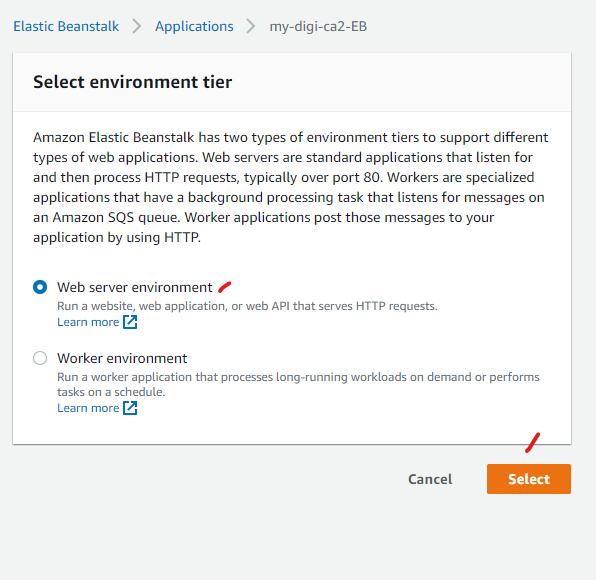 Elastic Beanstalk > Applications > my-digi-ca2-EB
Select environment tier
Amazon Elastic Beanstalk has two types of environment tiers to support different
types of web applications. Web servers are standard applications that listen for
and then process HTTP requests, typically over port 80. Workers are specialized
applications that have a background processing task that listens for messages on
an Amazon SQS queue. Worker applications post those messages to your
application by using HTTP.
Web server environment
Run a website, web application, or web API that serves HTTP requests.
Learn more
Worker environment
Run a worker application that processes long-running workloads on demand or performs
tasks on a schedule.
Learn more
Cancel Select